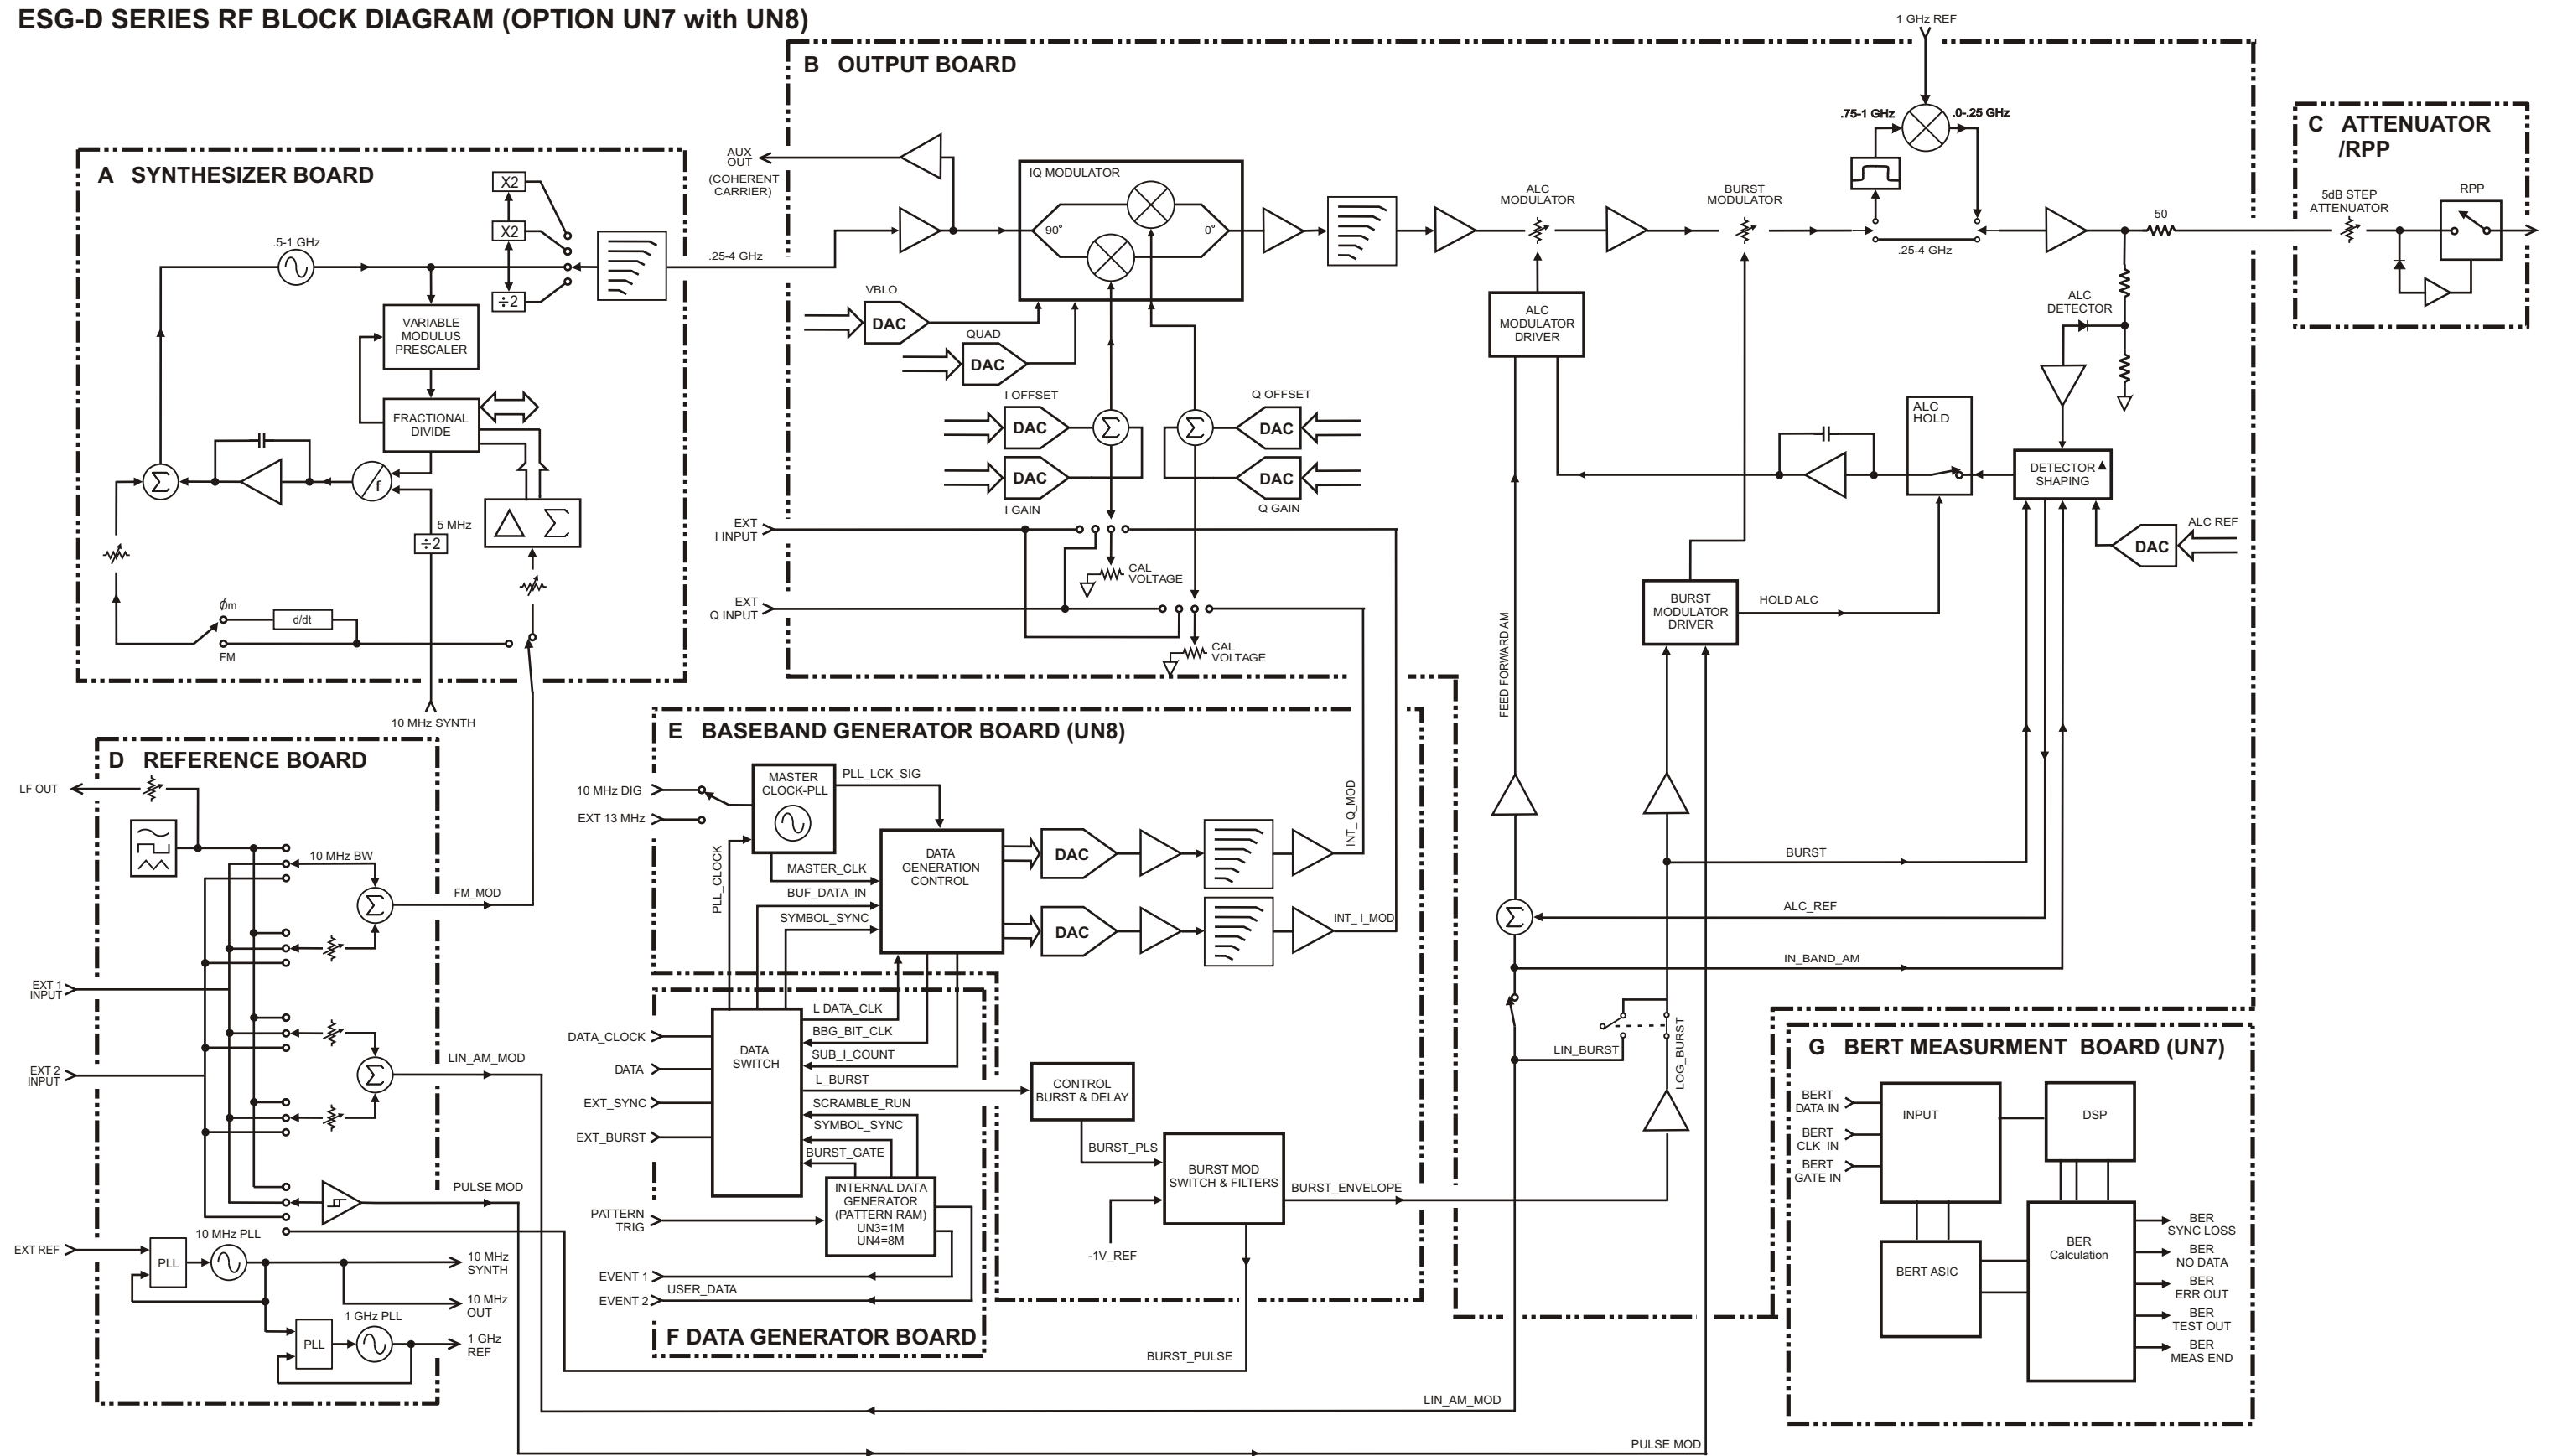 ESG-D SERIES RF BLOCK DIAGRAM (OPTION UN7 with UN8)
1 GHz REF
B OUTPUT BOARD
.75-1 GHz
.0-.25 GHz
C ATTENUATOR
/RPP
A SYNTHESIZER BOARD
AUX
OUT
(COHERENT
CARRIER)
IQ MODULATOR
90°
0°
ALC
MODULATOR
BURST
MODULATOR
5dB STEP
ATTENUATOR
RPP
50
.25-4 GHz
X2
X2
÷2
.5-1 GHz
.25-4 GHz
VARIABLE
MODULUS
PRESCALER
FRACTIONAL
DIVIDE
Σ
f
5 MHz
÷2
△ Σ
ϕm
d/dt
FM
10 MHz SYNTH
VBLO
DAC
QUAD
DAC
I OFFSET
DAC
Σ
Σ
Q OFFSET
DAC
DAC
I GAIN
DAC
Q GAIN
EXT
I INPUT
CAL
VOLTAGE
EXT
Q INPUT
CAL
VOLTAGE
ALC
MODULATOR
DRIVER
ALC
DETECTOR
ALC
HOLD
DETECTOR
SHAPING
ALC REF
DAC
BURST
MODULATOR
DRIVER
HOLD ALC
FEED FORWARD AM
D REFERENCE BOARD
LF OUT
10 MHz BW
Σ
FM_MOD
EXT 1
INPUT
EXT 2
INPUT
Σ
LIN_AM_MOD
PULSE MOD
EXT REF
PLL
10 MHz PLL
10 MHz
SYNTH
10 MHz
OUT
1 GHz PLL
PLL
1 GHz
REF
E BASEBAND GENERATOR BOARD (UN8)
10 MHz DIG
EXT 13 MHz
MASTER
CLOCK-PLL
PLL_LCK_SIG
PLL_CLOCK
MASTER_CLK
BUF_DATA_IN
SYMBOL_SYNC
DATA
GENERATION
CONTROL
DAC
DAC
INT_ Q_MOD
INT_ I_MOD
DATA_CLOCK
DATA
EXT_SYNC
EXT_BURST
DATA
SWITCH
L DATA_CLK
BBG_BIT_CLK
SUB_I_COUNT
L_BURST
SCRAMBLE_RUN
SYMBOL_SYNC
BURST_GATE
INTERNAL DATA
GENERATOR
(PATTERN RAM)
UN3=1M
UN4=8M
PATTERN
TRIG
EVENT 1
USER_DATA
EVENT 2
F DATA GENERATOR BOARD
CONTROL
BURST & DELAY
BURST_PLS
BURST MOD
SWITCH & FILTERS
BURST_ENVELOPE
-1V_REF
BURST_PULSE
BURST
Σ
ALC_REF
IN_BAND_AM
LIN_BURST
LOG_BURST
LIN_AM_MOD
PULSE MOD
G BERT MEASURMENT BOARD (UN7)
BERT
DATA IN
BERT
CLK IN
BERT
GATE IN
INPUT
DSP
BERT ASIC
BER
Calculation
BER
SYNC LOSS
BER
NO DATA
BER
ERR OUT
BER
TEST OUT
BER
MEAS END